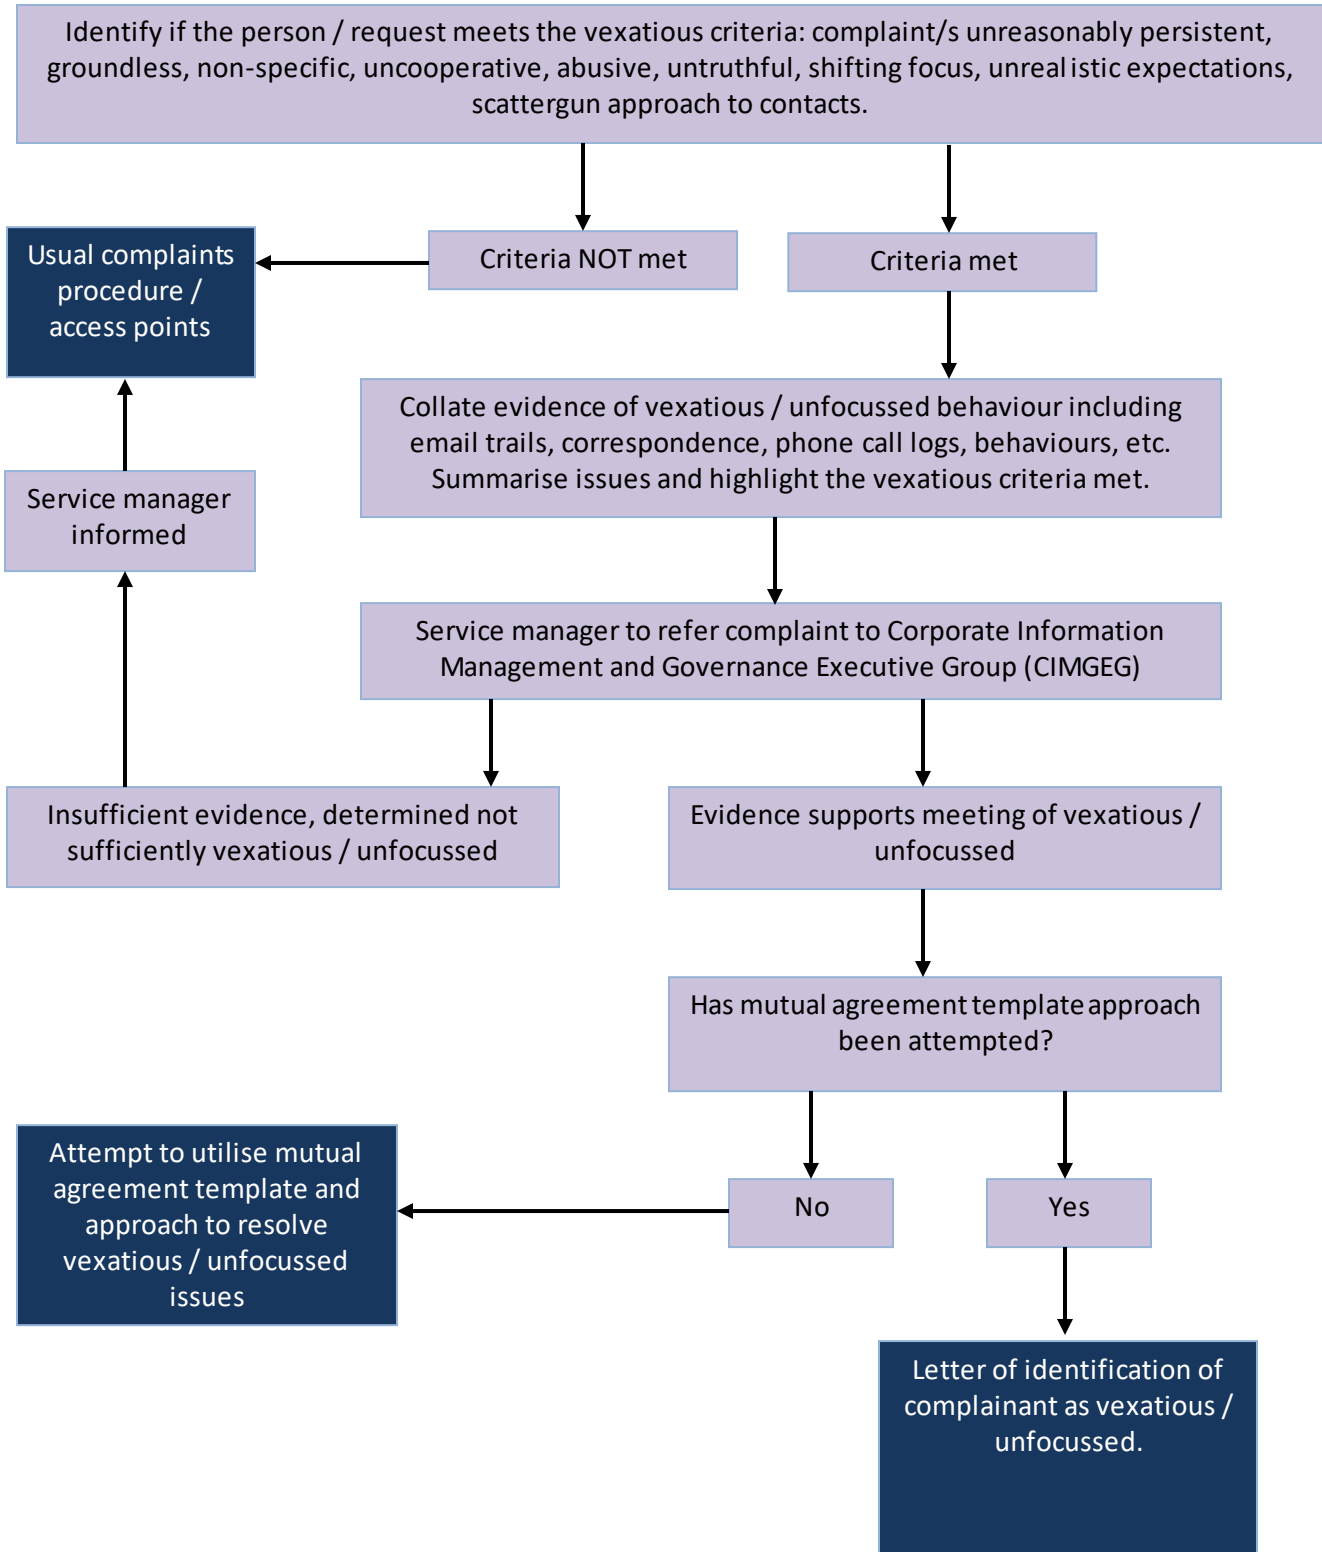 Identify if the person / request meets the vexatious criteria: complaint/s unreasonably persistent,
groundless, non-specific, uncooperative, abusive, untruthful, shifting focus, unrealistic expectations,
scattergun approach to contacts.
Usual complaints
procedure /
access points
Criteria NOT met
Criteria met
Collate evidence of vexatious / unfocussed behaviour including
email trails, correspondence, phone call logs, behaviours, etc.
Summarise issues and highlight the vexatious criteria met.
Service manager
informed
Service manager to refer complaint to Corporate Information
Management and Governance Executive Group (CIMGEG)
Insufficient evidence, determined not
sufficiently vexatious / unfocussed
Evidence supports meeting of vexatious /
unfocussed
Has mutual agreement template approach
been attempted?
Attempt to utilise mutual
agreement template and
approach to resolve
vexatious / unfocussed
issues
No
Yes
Letter of identification of
complainant as vexatious /
unfocussed.